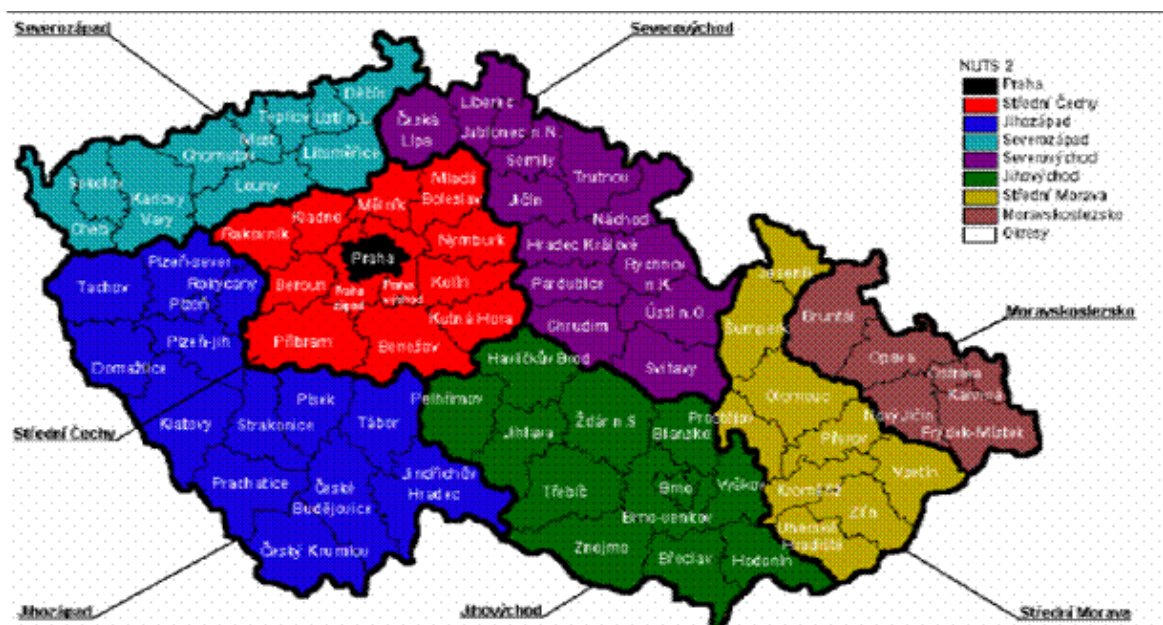 Severozápad
Severovýchod
NUTS 2
Praha
Střední Čechy
Jihozápad
Severozápad
Severovýchod
Jihovýchod
Střední Morava
Moravskoslezsko
Okresy
Děčín
Teplice
Ústí n.L.
Most
Chomutov
Litoměřice
Louny
Sokolov
Karlovy
Vary
Cheb
Česká
Lípa
Liberec
Jablonec n.N.
Semily
Trutnov
Jičín
Náchod
Hradec Králové
Rychnov
n.K.
Pardubice
Ústí n.O.
Chrudim
Svitavy
Mladá
Boleslav
Mělník
Kladno
Rakovník
Nymburk
Praha
Beroun
Praha
západ
Praha
východ
Kolín
Kutná Hora
Příbram
Benešov
Tachov
Plzeň-sever
Rokycany
Plzeň
Plzeň-jih
Domažlice
Klatovy
Písek
Strakonice
Tábor
Prachatice
České
Budějovice
Jindřichův
Hradec
Český Krumlov
Havlíčkův Brod
Pelhřimov
Jihlava
Žďár n.S.
Blansko
Třebíč
Brno
Vyškov
Brno-venkov
Znojmo
Břeclav
Hodonín
Jeseník
Šumperk
Olomouc
Prostějov
Přerov
Kroměříž
Vsetín
Zlín
Uherské
Hradiště
Bruntál
Opava
Ostrava
Karviná
Nový Jičín
Frýdek-Místek
Moravskoslezsko
Střední Čechy
Jihozápad
Jihovýchod
Střední Morava